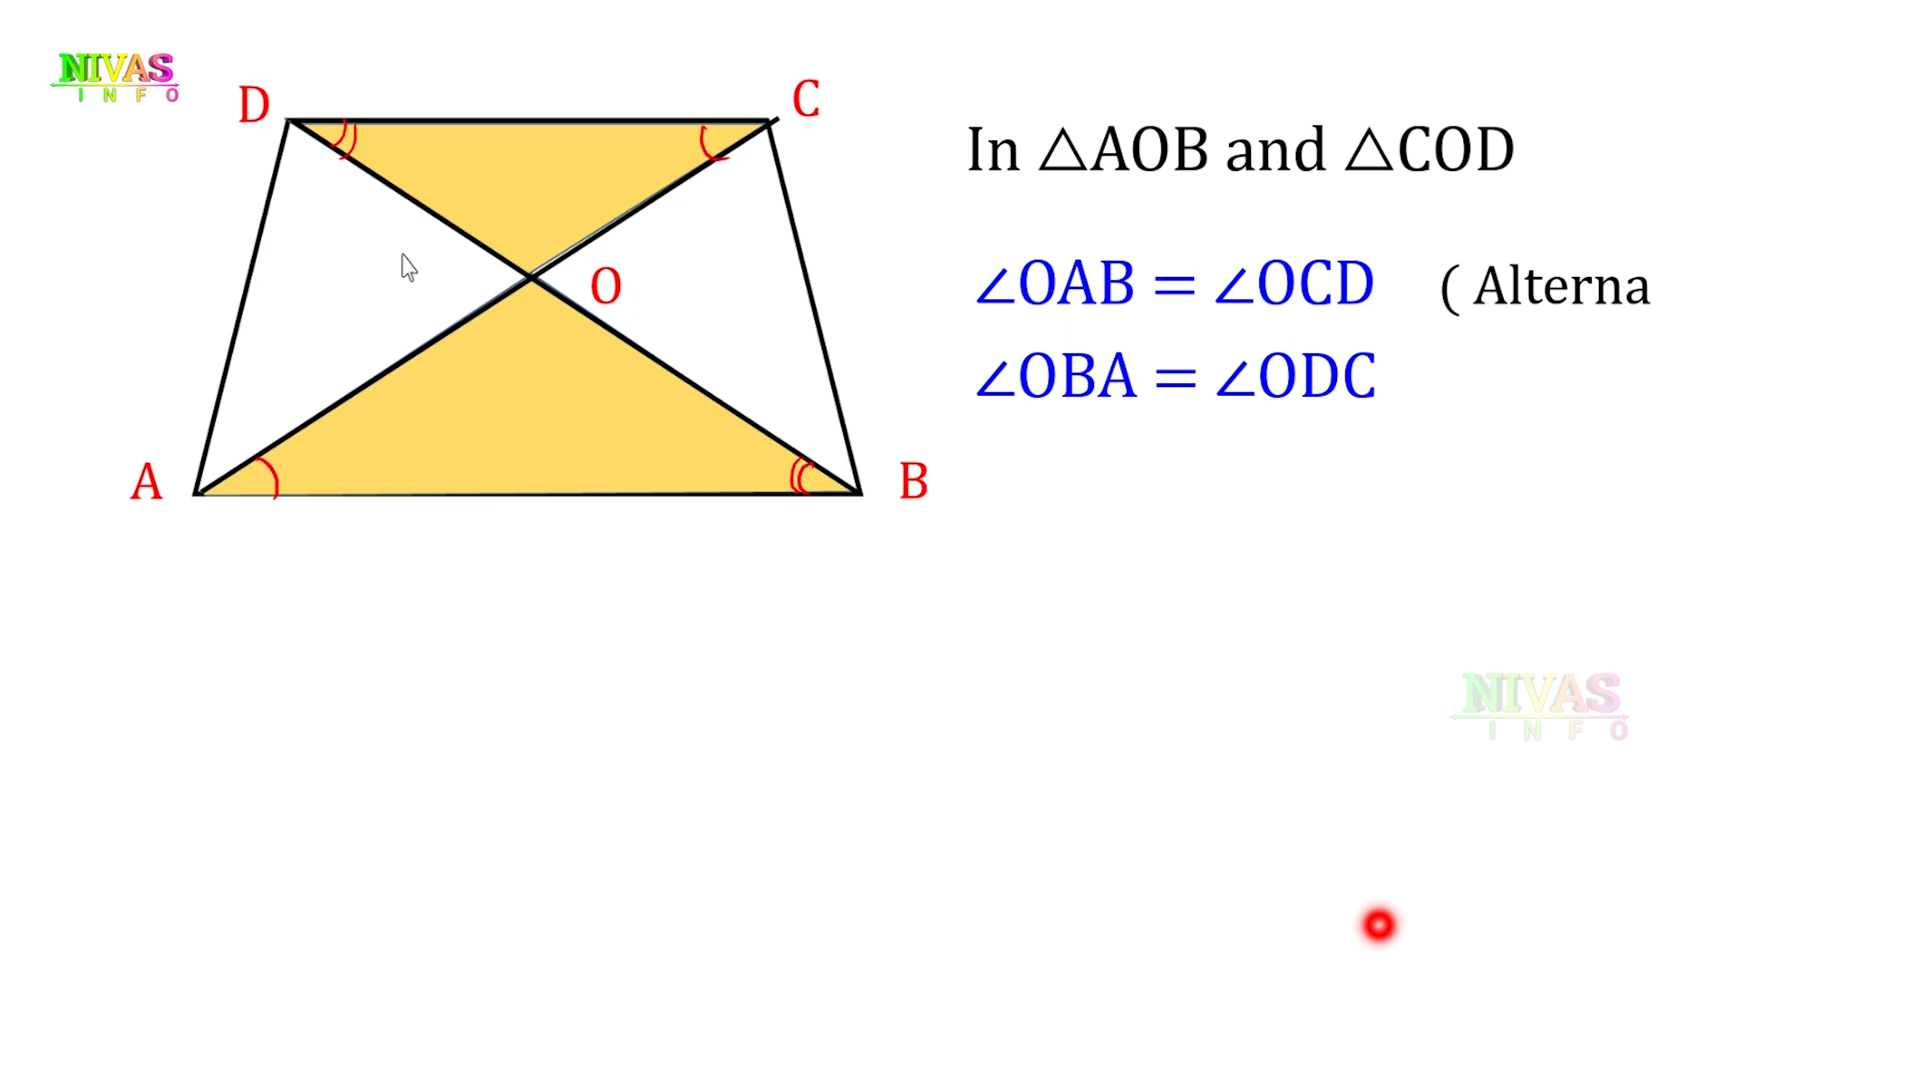 NIVAS
INFO
D
C
In △AOB and △COD
O
∠OAB = ∠OCD ( Alterna
∠OBA = ∠ODC
A
B
NIVAS
INFO